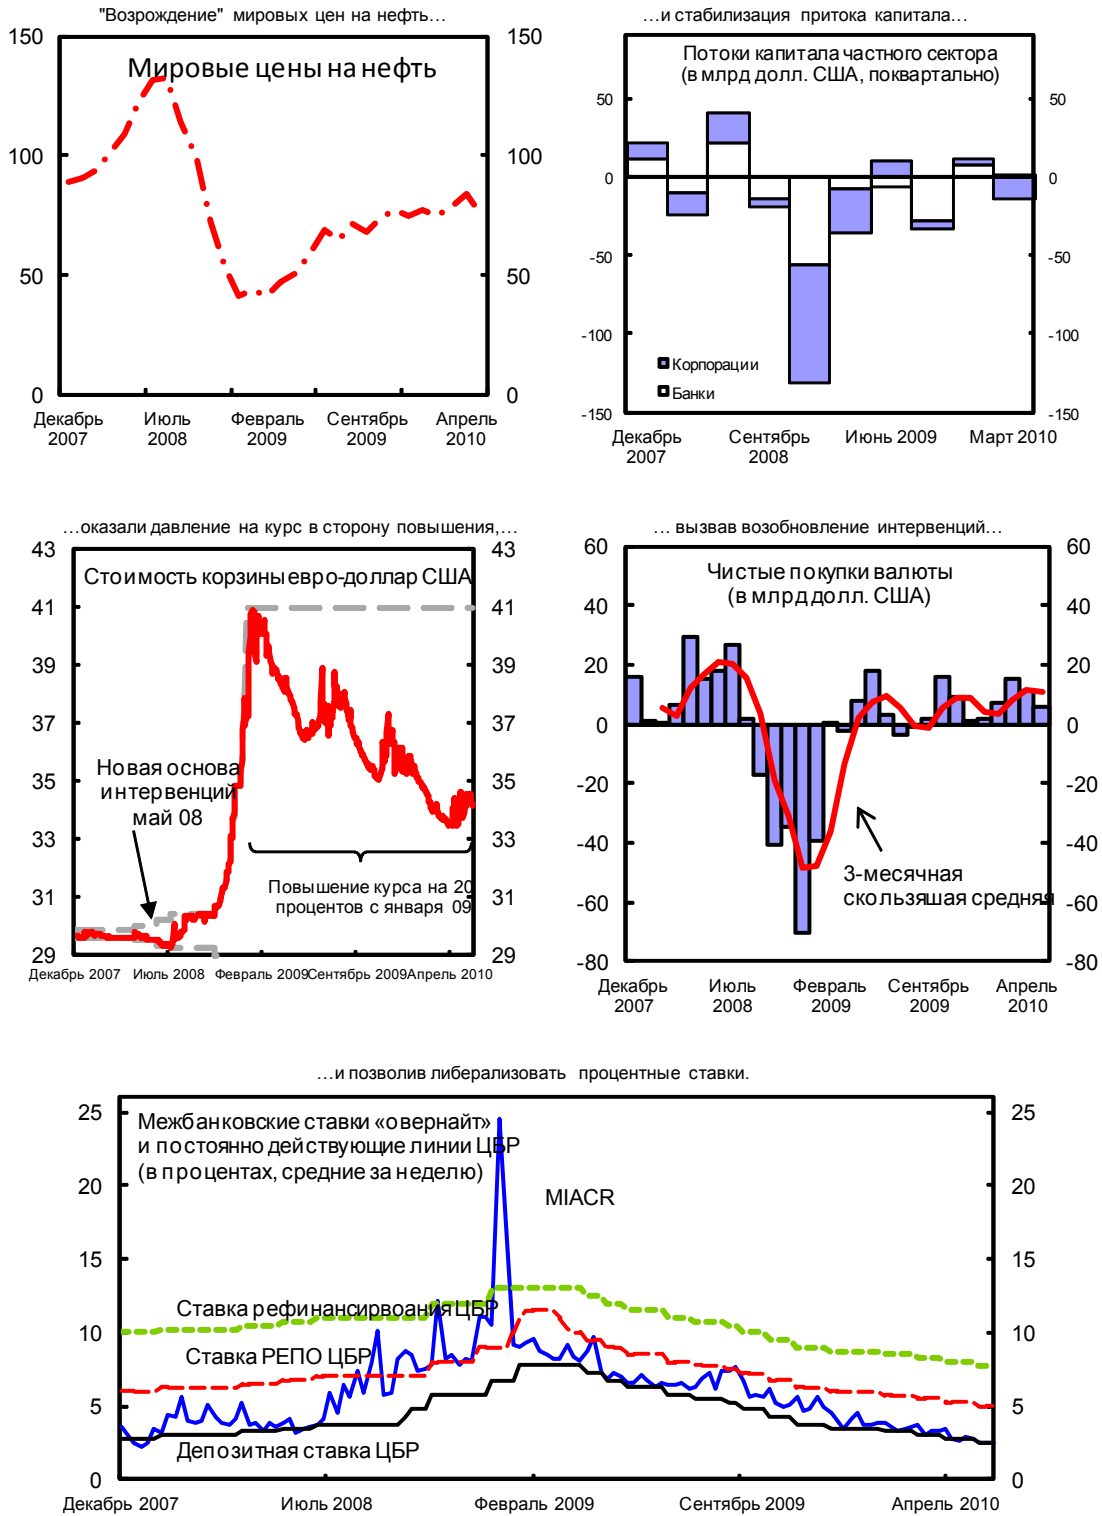 "Возрождение" мировых цен на нефть…
Мировые цены на нефть
150
100
50
0
150
100
50
0
Декабрь 2007
Июль 2008
Февраль 2009
Сентябрь 2009
Апрель 2010
…и стабилизация притока капитала…
Потоки капитала частного сектора
(в млрд долл. США, поквартально)
50
0
-50
-100
-150
50
0
-50
-100
-150
Корпорации
Банки
Декабрь 2007
Сентябрь 2008
Июнь 2009
Март 2010
…оказали давление на курс в сторону повышения,…
Стоимость корзины евро-доллар США
43
41
39
37
35
33
31
29
43
41
39
37
35
33
31
29
Новая основа
интервенций
май 08
Повышение курса на 20
процентов с января 09
Декабрь 2007
Июль 2008
Февраль 2009
Сентябрь 2009
Апрель 2010
… вызвав возобновление интервенций…
Чистые покупки валюты
(в млрд долл. США)
60
40
20
0
-20
-40
-60
-80
60
40
20
0
-20
-40
-60
-80
3-месячная
скользяшая средняя
Декабрь 2007
Июль 2008
Февраль 2009
Сентябрь 2009
Апрель 2010
…и позволив либерализовать процентные ставки.
Межбанковские ставки «овернайт»
и постоянно действующие линии ЦБР
(в процентах, средние за неделю)
25
20
15
10
5
0
25
20
15
10
5
0
MIACR
Ставка рефинансирвоания ЦБР
Ставка РЕПО ЦБР
Депозитная ставка ЦБР
Декабрь 2007
Июль 2008
Февраль 2009
Сентябрь 2009
Апрель 2010